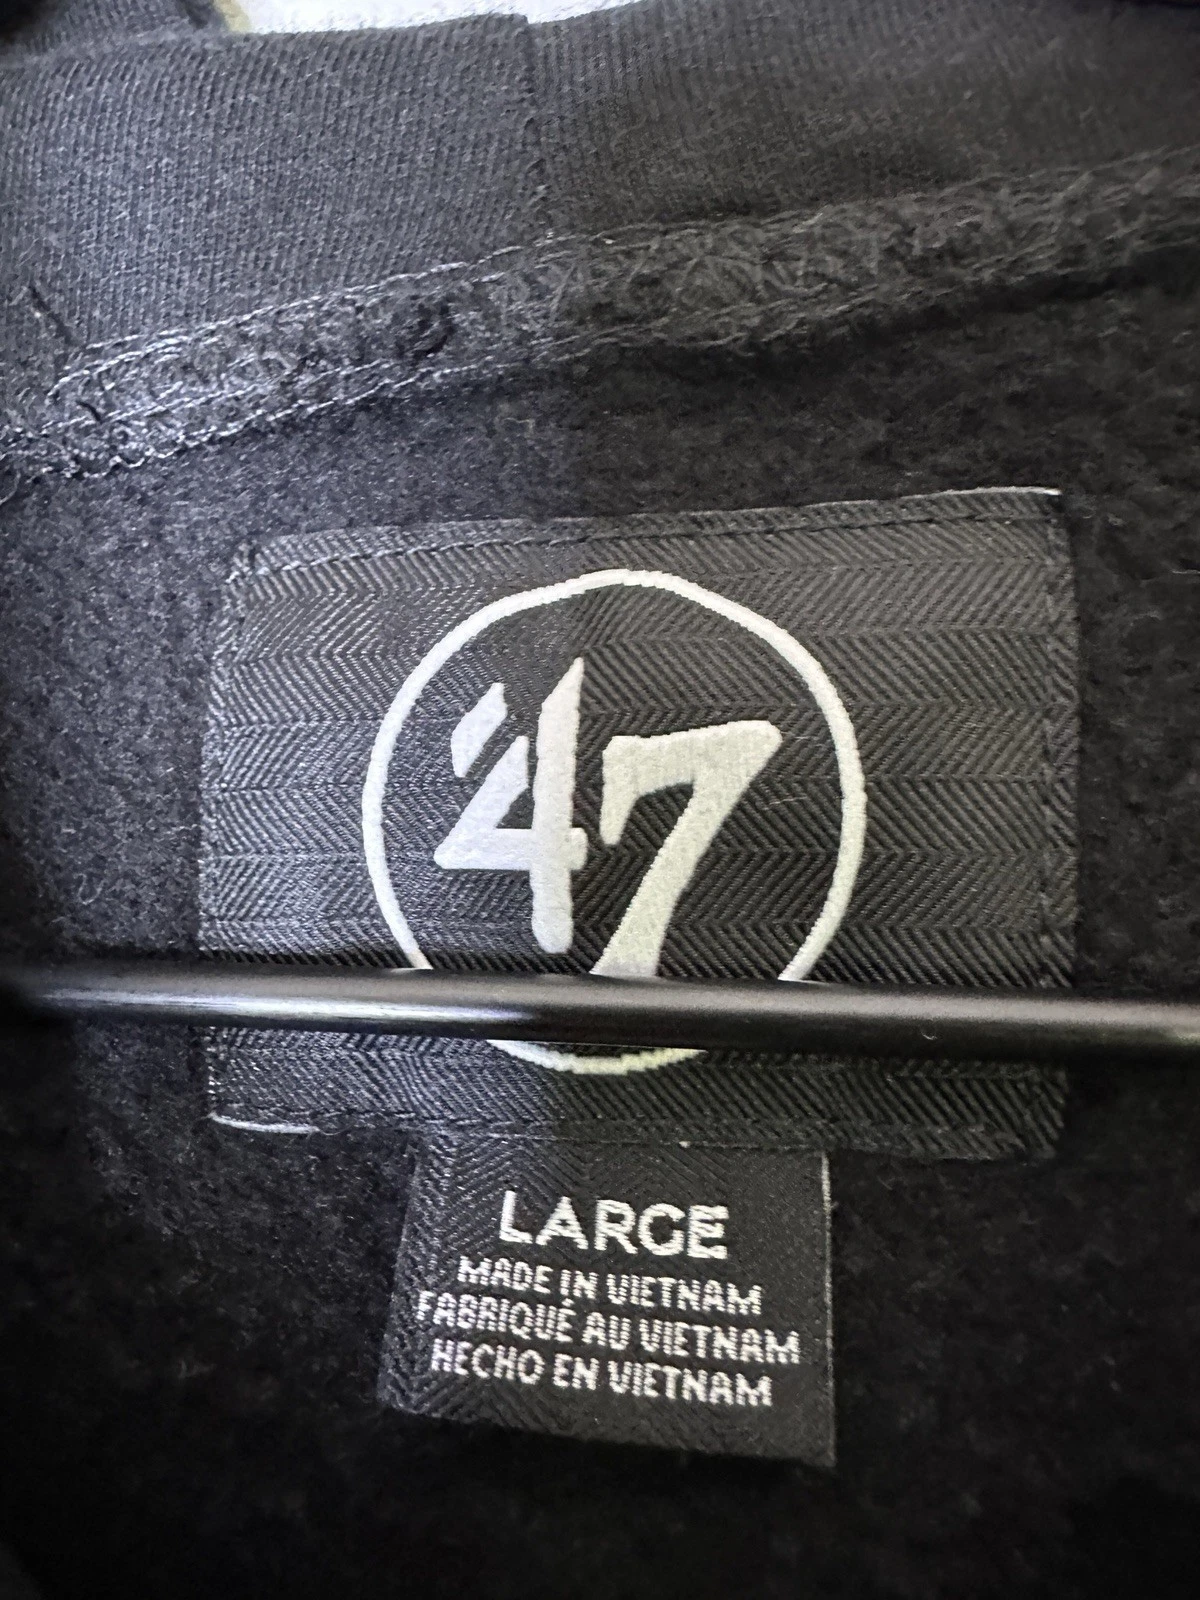 '47
LARGE
MADE IN VIETNAM
FABRIQUÉ AU VIETNAM
HECHO EN VIETNAM